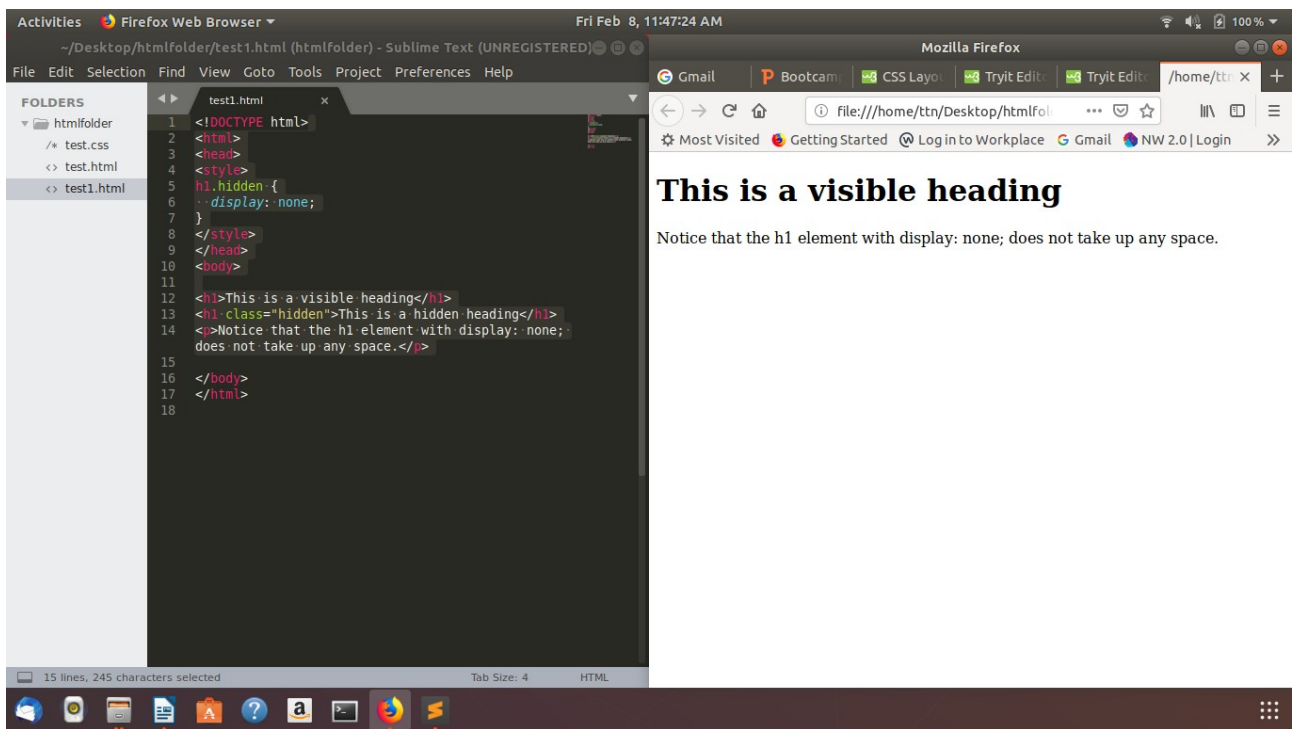 Activities Firefox Web Browser Fri Feb 8, 11:47:24 AM 100 %
~/Desktop/htmlfolder/test1.html (htmlfolder) - Sublime Text (UNREGISTERED)
File Edit Selection Find View Goto Tools Project Preferences Help
FOLDERS
htmlfolder
/* test.css
<> test.html
<> test1.html
test1.html ×
1 <!DOCTYPE html>
2 <html>
3 <head>
4 <style>
5 h1.hidden {
6   display: none;
7 }
8 </style>
9 </head>
10 <body>
11
12 <h1>This is a visible heading</h1>
13 <h1 class="hidden">This is a hidden heading</h1>
14 <p>Notice that the h1 element with display: none;
does not take up any space.</p>
15
16 </body>
17 </html>
18
15 lines, 245 characters selected Tab Size: 4 HTML
Mozilla Firefox
Gmail Bootcam CSS Layou Tryit Edito Tryit Edito /home/ttn × +
file:///home/ttn/Desktop/htmlfol
Most Visited Getting Started Log in to Workplace Gmail NW 2.0 | Login
This is a visible heading
Notice that the h1 element with display: none; does not take up any space.